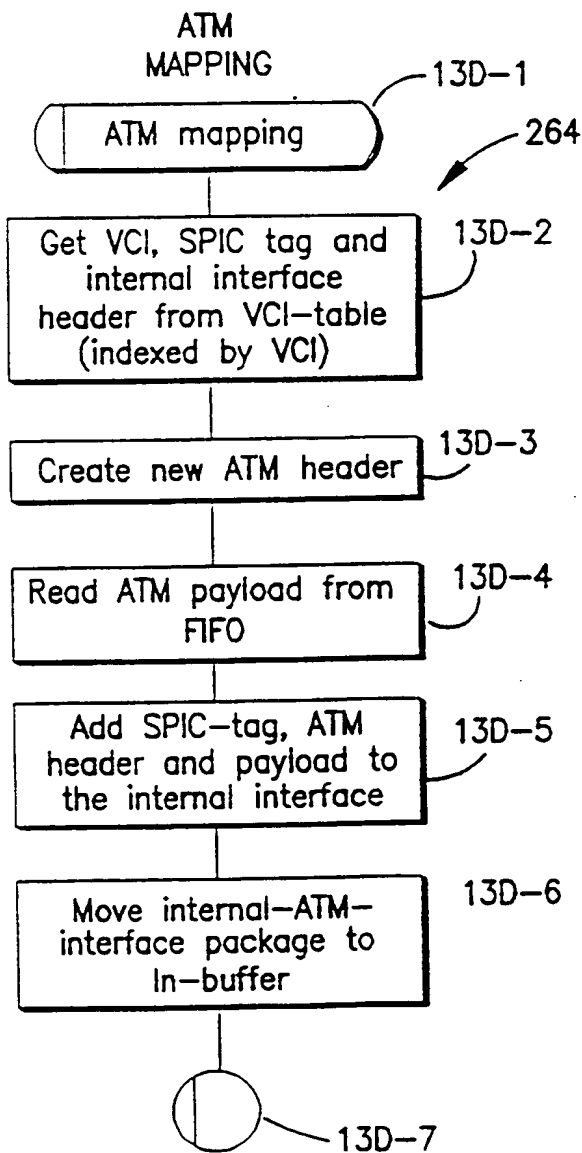 ATM
MAPPING
13D-1
ATM mapping
264
Get VCI, SPIC tag and
internal interface
header from VCI-table
(indexed by VCI)
13D-2
13D-3
Create new ATM header
13D-4
Read ATM payload from
FIFO
Add SPIC-tag, ATM
header and payload to
the internal interface
13D-5
Move internal-ATM-
interface package to
In-buffer
13D-6
13D-7